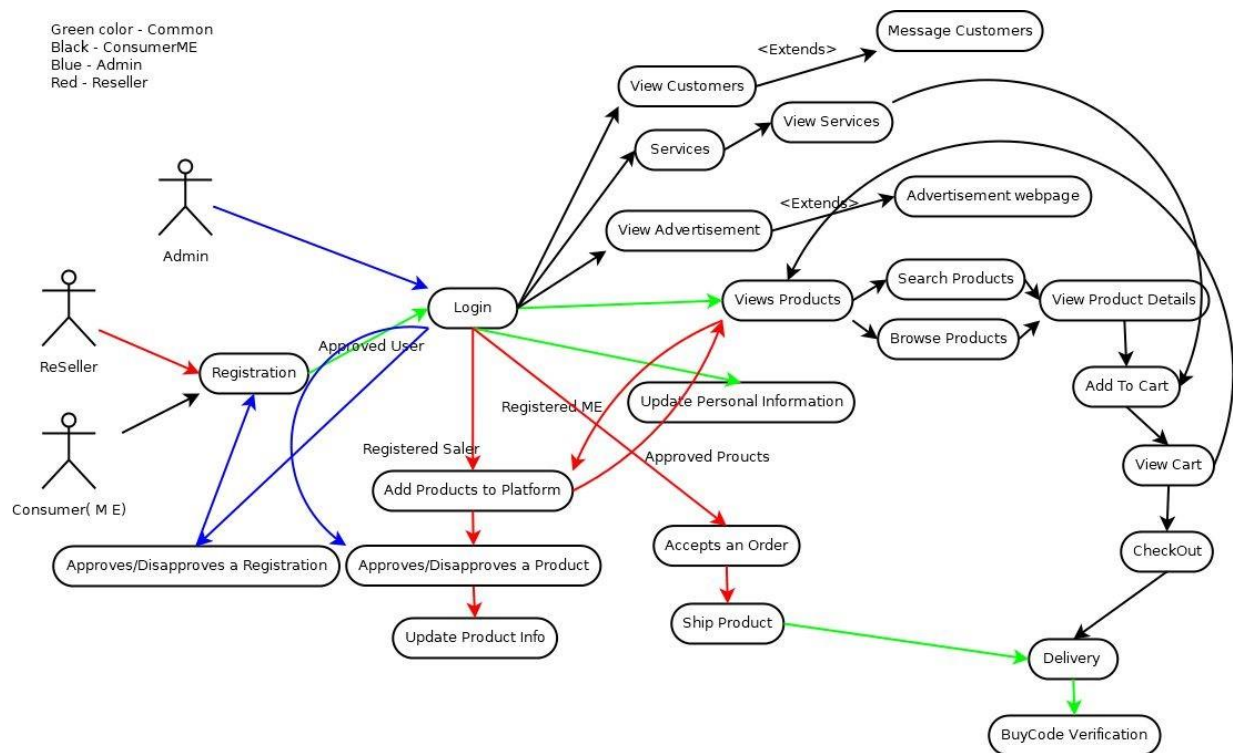 Green color - Common
Black - ConsumerME
Blue - Admin
Red - Reseller
Message Customers
<Extends>
View Customers
View Services
Services
Advertisement webpage
<Extends>
View Advertisement
Admin
Search Products
Login
Views Products
View Product Details
Browse Products
Approved User
ReSeller
Registration
Add To Cart
Update Personal Information
Registered ME
Registered Saler
Approved Proucts
View Cart
Add Products to Platform
Consumer( M E)
Accepts an Order
CheckOut
Approves/Disapproves a Registration
Approves/Disapproves a Product
Ship Product
Update Product Info
Delivery
BuyCode Verification